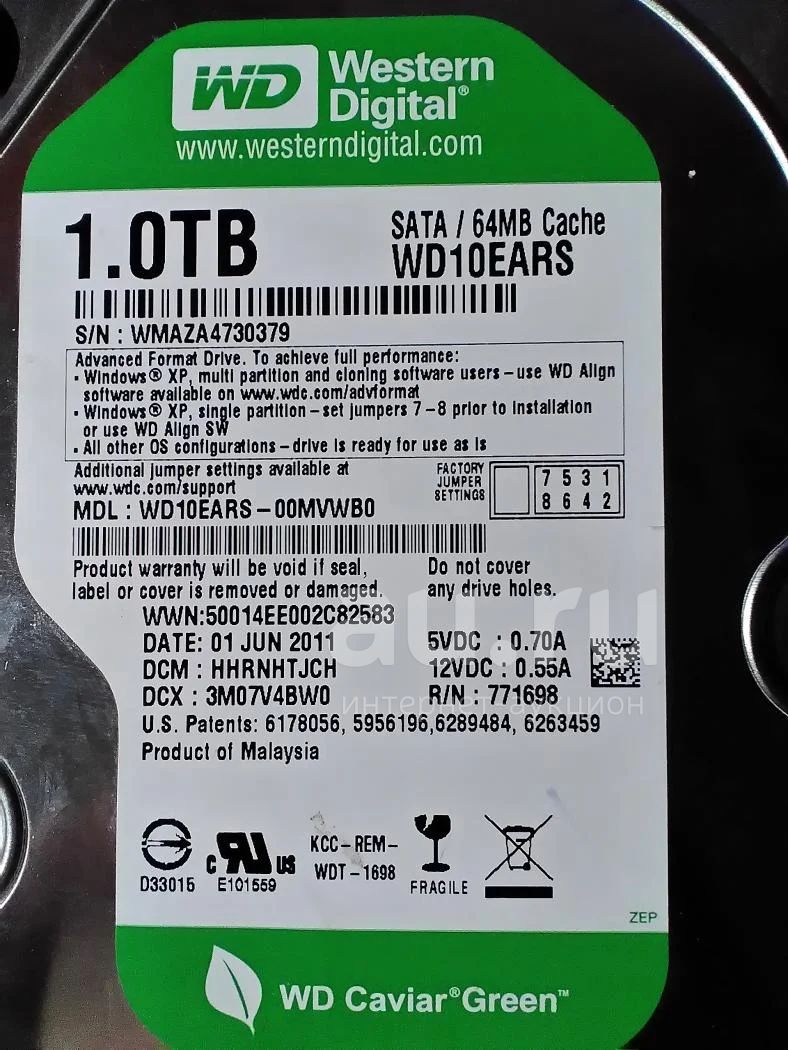 WD Western Digital®
www.westerndigital.com
1.0TB
SATA / 64MB Cache
WD10EARS
S/N : WMAZA4730379
Advanced Format Drive. To achieve full performance:
• Windows® XP, multi partition and cloning software users – use WD Align
software available on www.wdc.com/advformat
• Windows® XP, single partition – set jumpers 7 – 8 prior to installation
or use WD Align SW
• All other OS configurations – drive is ready for use as is
Additional jumper settings available at
www.wdc.com/support
FACTORY
JUMPER
SETTINGS
7 5 3 1
8 6 4 2
MDL : WD10EARS – 00MVWB0
Product warranty will be void if seal,
label or cover is removed or damaged.
Do not cover
any drive holes.
WWN:50014EE002C82583
DATE: 01 JUN 2011
DCM : HHRNHTJCH
DCX : 3M07V4BW0
5VDC : 0.70A
12VDC : 0.55A
R/N : 771698
au.ru
интернет-аукцион
U.S. Patents: 6178056, 5956196,6289484, 6263459
Product of Malaysia
D33015
c RU US
E101559
KCC – REM –
WDT – 1698
FRAGILE
ZEP
WD Caviar®Green™